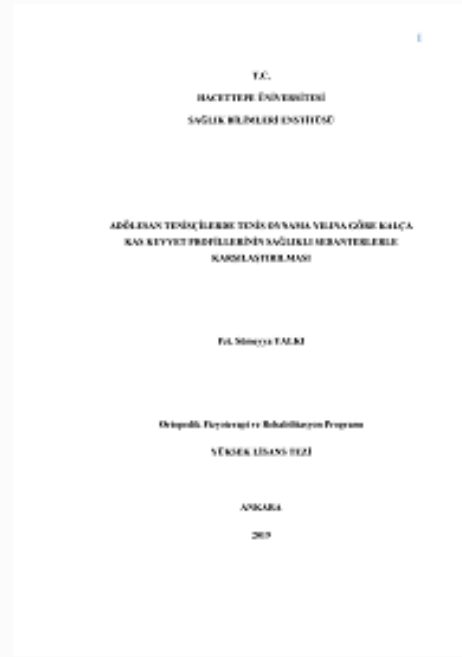 T.C.
HACETTEPE ÜNİVERSİTESİ
SAĞLIK BİLİMLERİ ENSTİTÜSÜ
ADÖLESAN TENİSÇİLERDE TENİS OYNAMA YILINA GÖRE KALÇA
KAS KUVVET PROFİLLERİNİN SAĞLIKLI SEDANTERLERLE
KARŞILAŞTIRILMASI
Fzt. Sümeyye
Ortopedik Fizyoterapi ve Rehabilitasyon Programı
YÜKSEK LİSANS TEZİ
ANKARA
2019